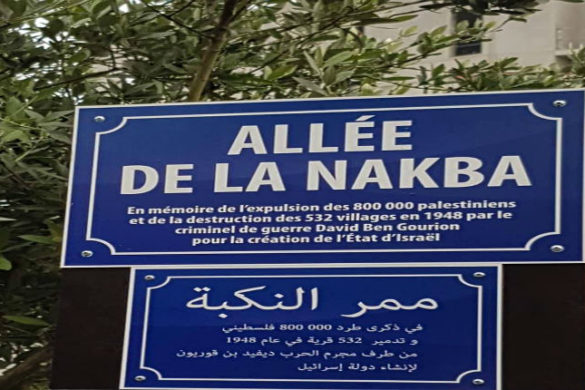 ALLÉE
DE LA NAKBA
En mémoire de l'expulsion des 800 000 palestiniens
et de la destruction des 532 villages en 1948 par le
criminel de guerre David Ben Gourion
pour la création de l'État d'Israël
ممر النكبة
في ذكرى طرد 000 800 فلسطيني
و تدمير 532 قرية في عام 1948
من طرف مجرم الحرب ديفيد بن قوريون
لإنشاء دولة إسرائيل